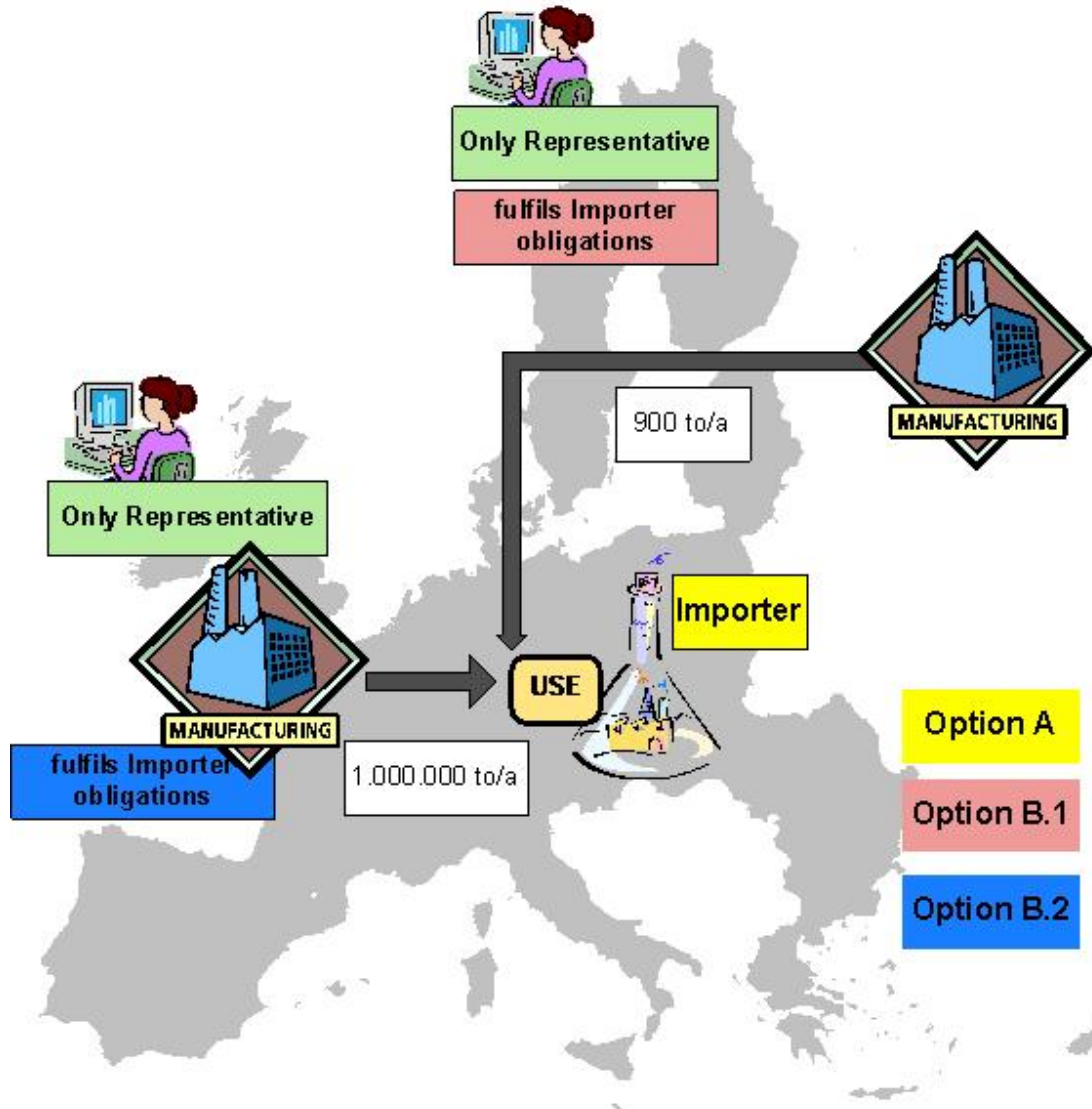 Only Representative
fulfils Importer
obligations
MANUFACTURING
900 to/a
Only Representative
MANUFACTURING
fulfils Importer
obligations
1.000.000 to/a
USE
Importer
Option A
Option B.1
Option B.2